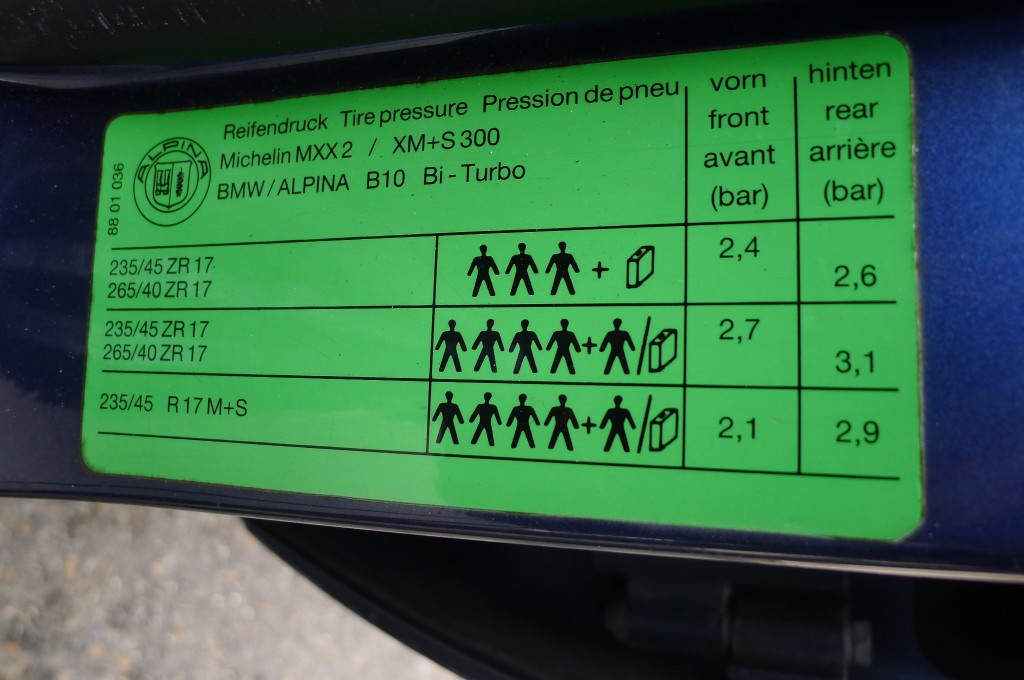 Reifendruck Tire pressure Pression de pneu
Michelin MXX 2 / XM+S 300
BMW/ALPINA B10 Bi-Turbo
ALPINA
88 01 036
vorn
front
avant
(bar)
hinten
rear
arrière
(bar)
235/45 ZR 17
265/40 ZR 17
+
2,4
2,6
235/45 ZR 17
265/40 ZR 17
+ /
2,7
3,1
235/45 R 17 M+S
+ /
2,1
2,9